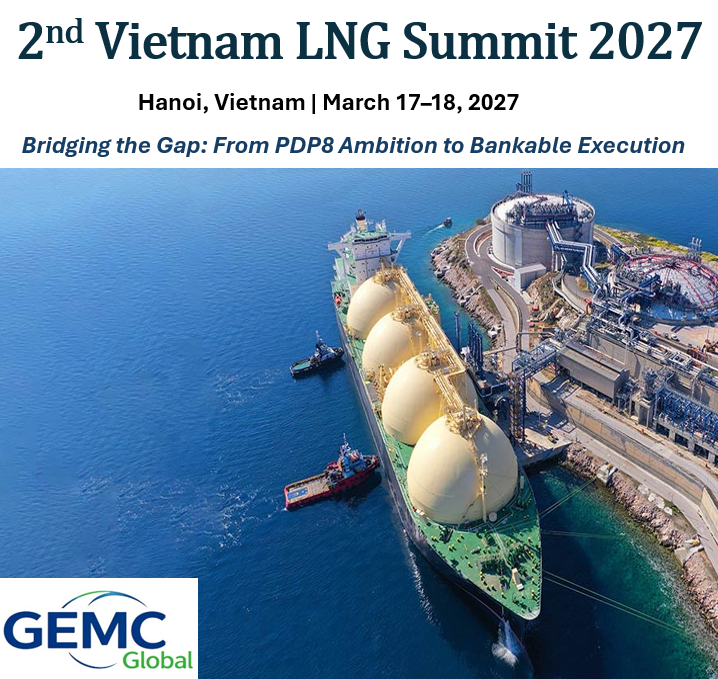 2nd Vietnam LNG Summit 2027
Hanoi, Vietnam | March 17–18, 2027
Bridging the Gap: From PDP8 Ambition to Bankable Execution
GEMC
Global